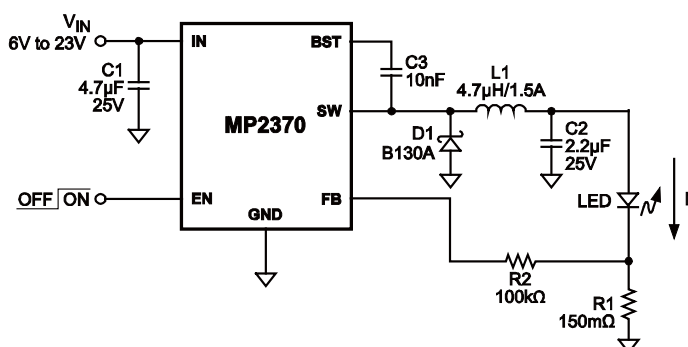 VIN
6V to 23V
C1
4.7µF
25V
OFF ON
IN
EN
MP2370
GND
BST
SW
FB
C3
10nF
L1
4.7µH/1.5A
D1
B130A
C2
2.2µF
25V
LED
I
R2
100kΩ
R1
150mΩ